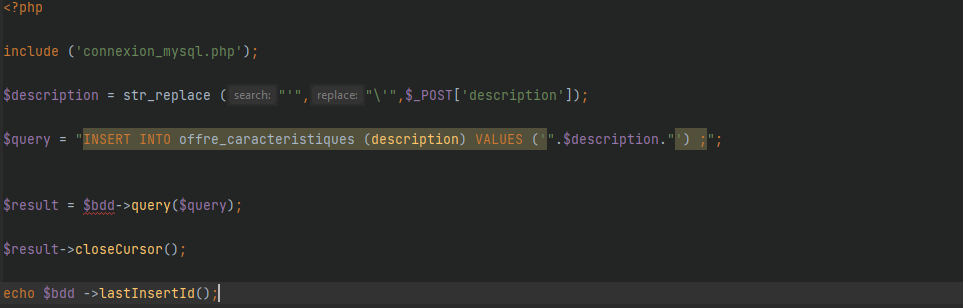 <?php
include ('connexion_mysql.php');
$description = str_replace ( search: "'", replace: "\'",$_POST['description']);
$query = "INSERT INTO offre_caracteristiques (description) VALUES ('".$description."') ;";
$result = $bdd->query($query);
$result->closeCursor();
echo $bdd ->lastInsertId();